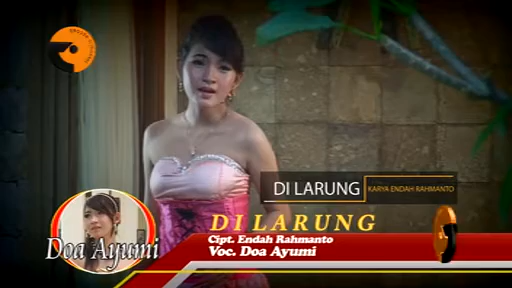 DI LARUNG
KARYA ENDAH RAHMANTO
DI LARUNG
Cipt. Endah Rahmanto
Voc. Doa Ayumi
Doa Ayumi